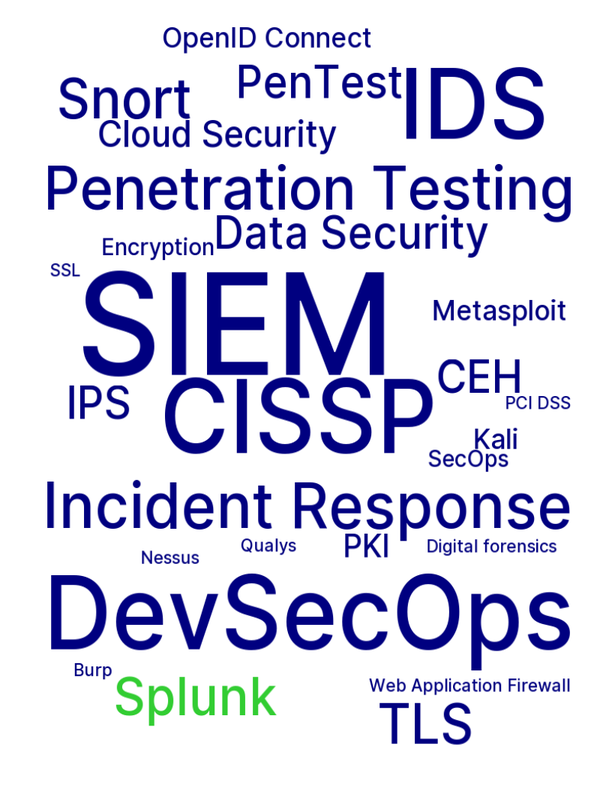 OpenID Connect
PenTest
IDS
Snort
Cloud Security
Penetration Testing
Data Security
Encryption
SSL
SIEM
Metasploit
CEH
IPS
CISSP
PCI DSS
Kali
SecOps
Incident Response
PKI
Qualys
Digital forensics
Nessus
DevSecOps
Burp
Splunk
Web Application Firewall
TLS